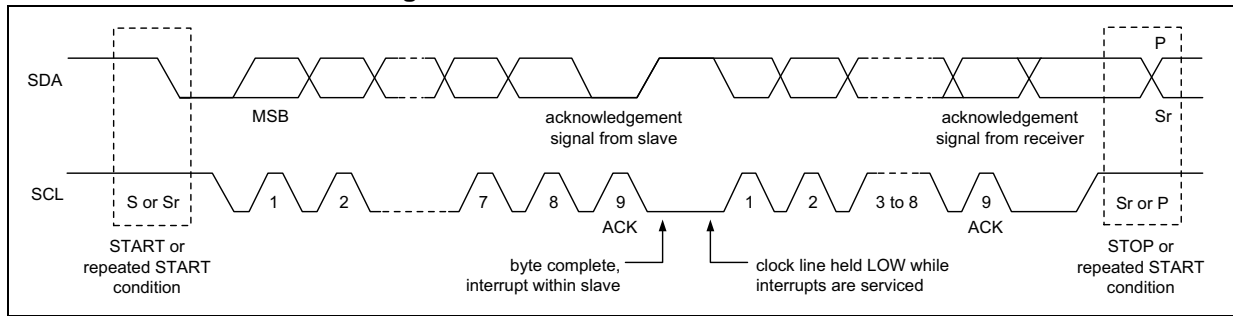 P
SDA
MSB
acknowledgement
signal from slave
acknowledgement
signal from receiver
Sr
SCL
S or Sr
1
2
7
8
9
1
2
3 to 8
9
Sr or P
ACK
ACK
START or
repeated START
condition
byte complete,
interrupt within slave
clock line held LOW while
interrupts are serviced
STOP or
repeated START
condition